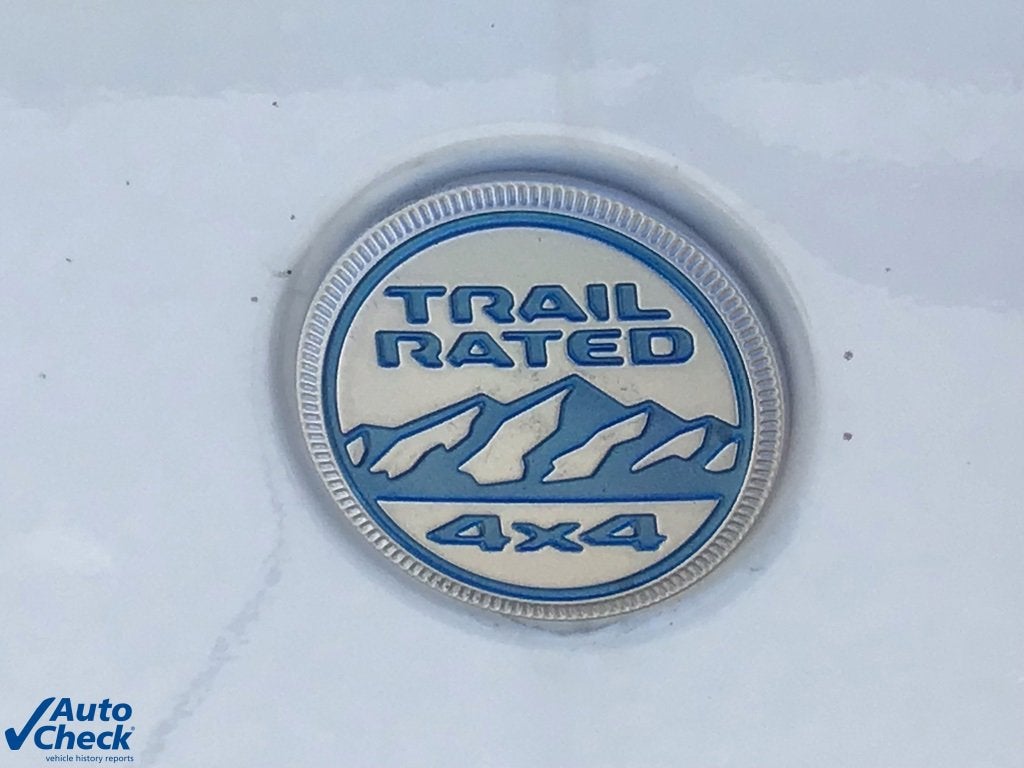 TRAIL
RATED
4x4
Auto
Check®
vehicle history reports